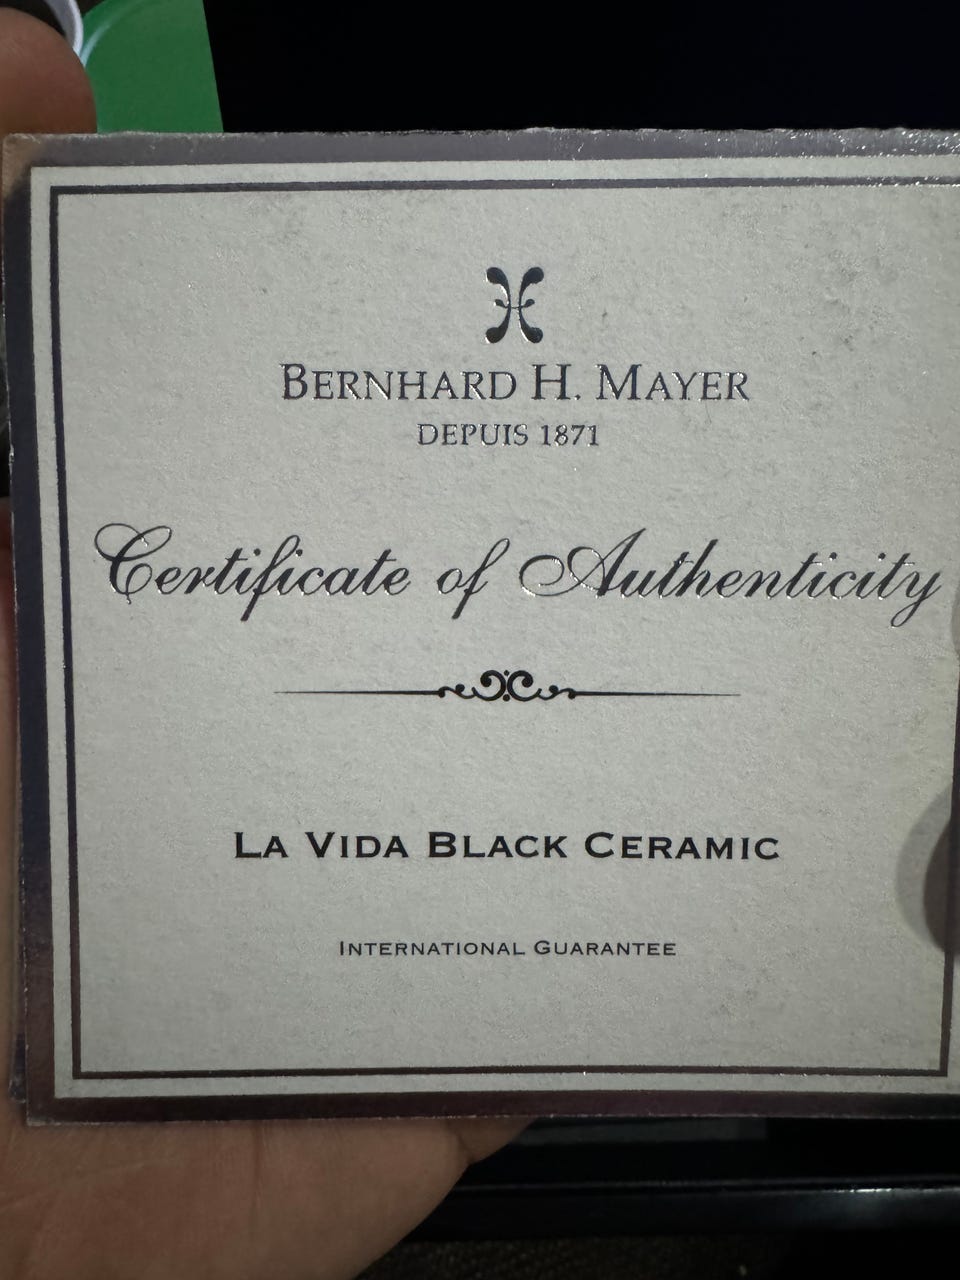 BERNHARD H. MAYER
DEPUIS 1871
Certificate of Authenticity
LA VIDA BLACK CERAMIC
INTERNATIONAL GUARANTEE